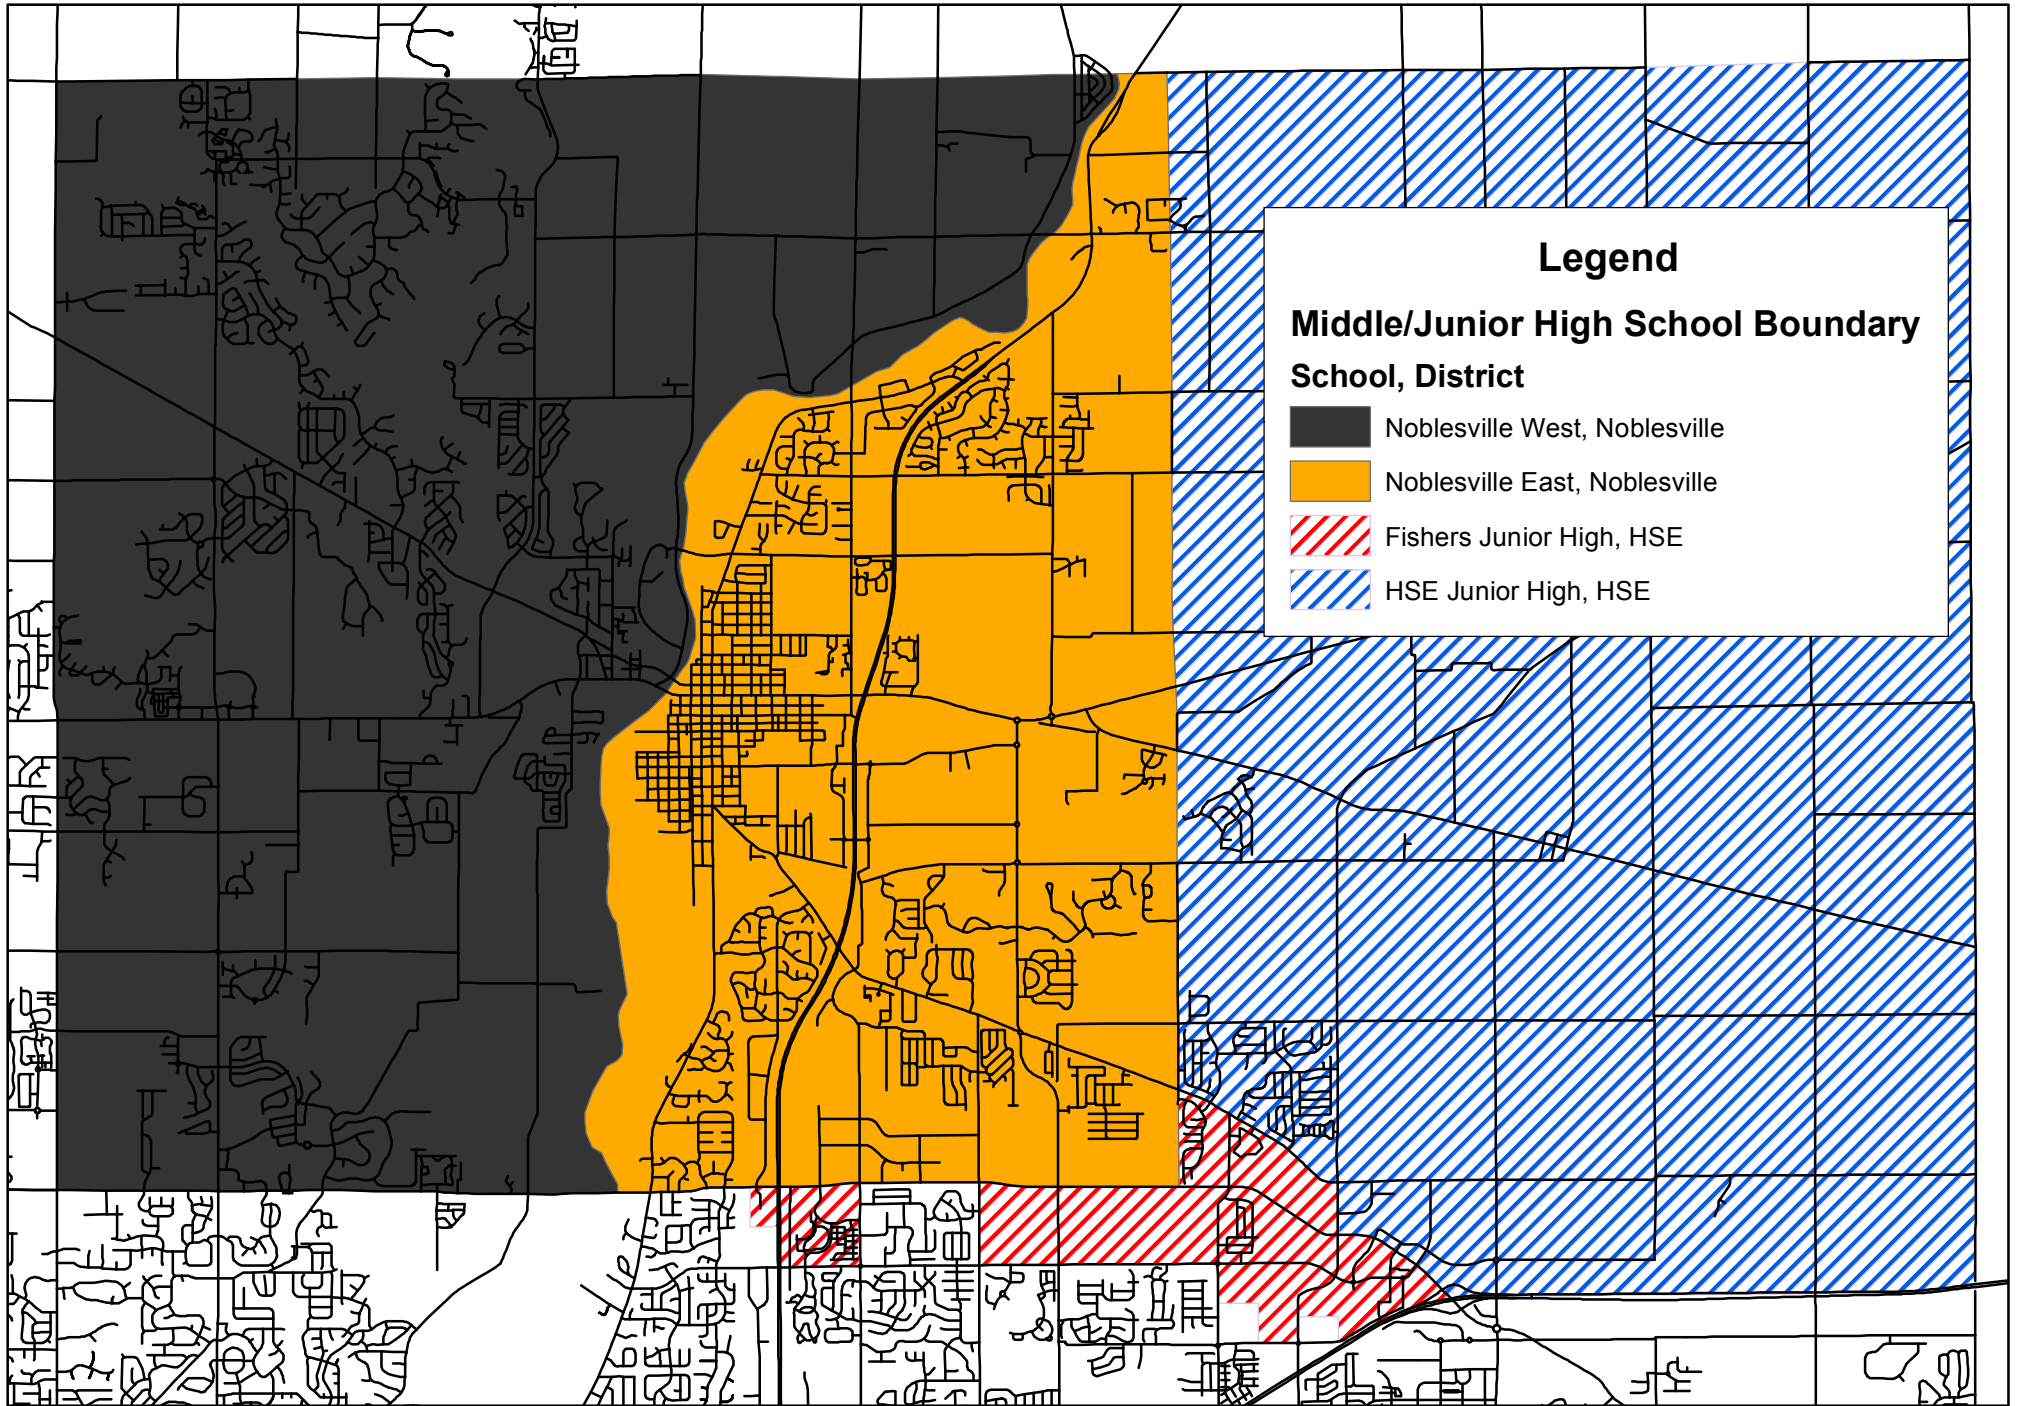 Legend
Middle/Junior High School Boundary
School, District
Noblesville West, Noblesville
Noblesville East, Noblesville
Fishers Junior High, HSE
HSE Junior High, HSE